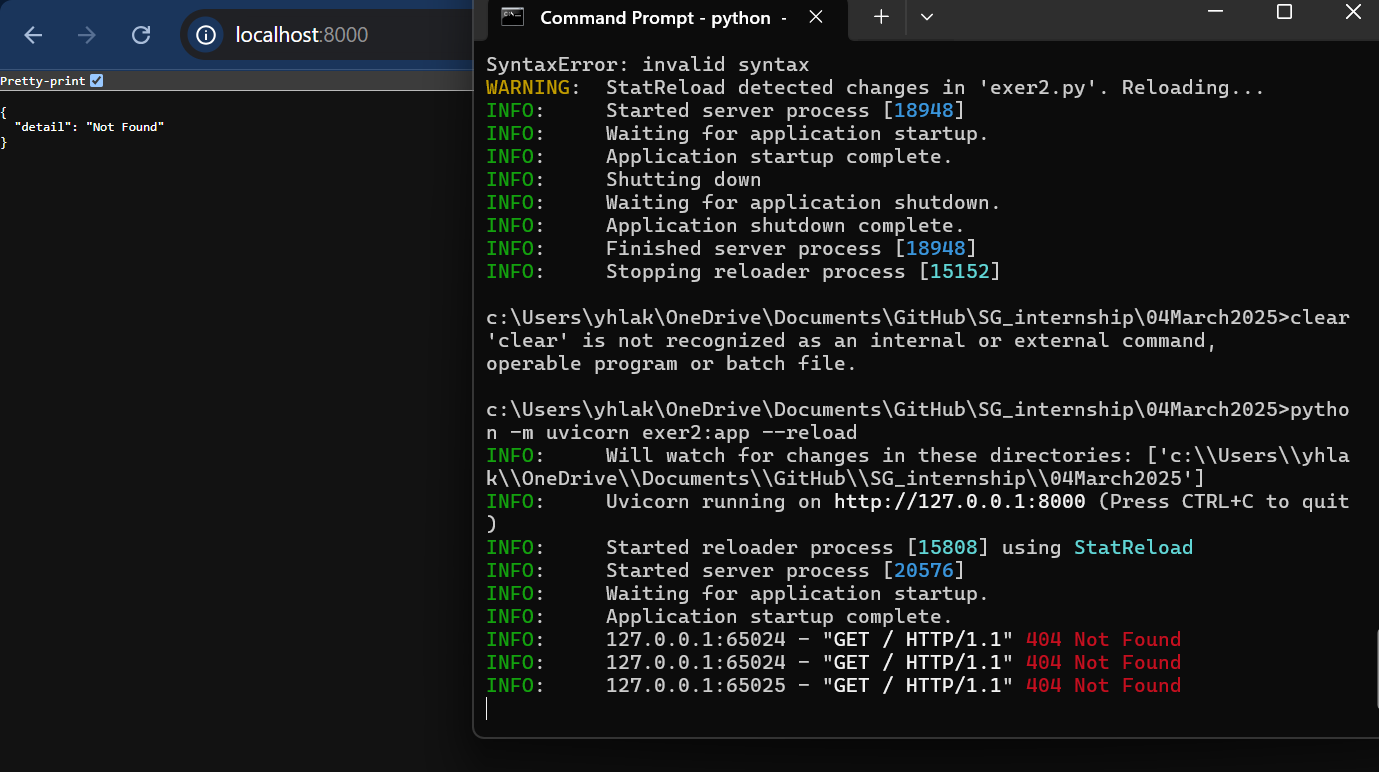 localhost:8000
Pretty-print
{
"detail": "Not Found"
}
Command Prompt - python -
SyntaxError: invalid syntax
WARNING:  StatReload detected changes in 'exer2.py'. Reloading...
INFO:     Started server process [18948]
INFO:     Waiting for application startup.
INFO:     Application startup complete.
INFO:     Shutting down
INFO:     Waiting for application shutdown.
INFO:     Application shutdown complete.
INFO:     Finished server process [18948]
INFO:     Stopping reloader process [15152]
c:\Users\yhlak\OneDrive\Documents\GitHub\SG_internship\04March2025>clear
'clear' is not recognized as an internal or external command,
operable program or batch file.
c:\Users\yhlak\OneDrive\Documents\GitHub\SG_internship\04March2025>pytho
n -m uvicorn exer2:app --reload
INFO:     Will watch for changes in these directories: ['c:\\Users\\yhla
k\\OneDrive\\Documents\\GitHub\\SG_internship\\04March2025']
INFO:     Uvicorn running on http://127.0.0.1:8000 (Press CTRL+C to quit
)
INFO:     Started reloader process [15808] using StatReload
INFO:     Started server process [20576]
INFO:     Waiting for application startup.
INFO:     Application startup complete.
INFO:     127.0.0.1:65024 - "GET / HTTP/1.1" 404 Not Found
INFO:     127.0.0.1:65024 - "GET / HTTP/1.1" 404 Not Found
INFO:     127.0.0.1:65025 - "GET / HTTP/1.1" 404 Not Found